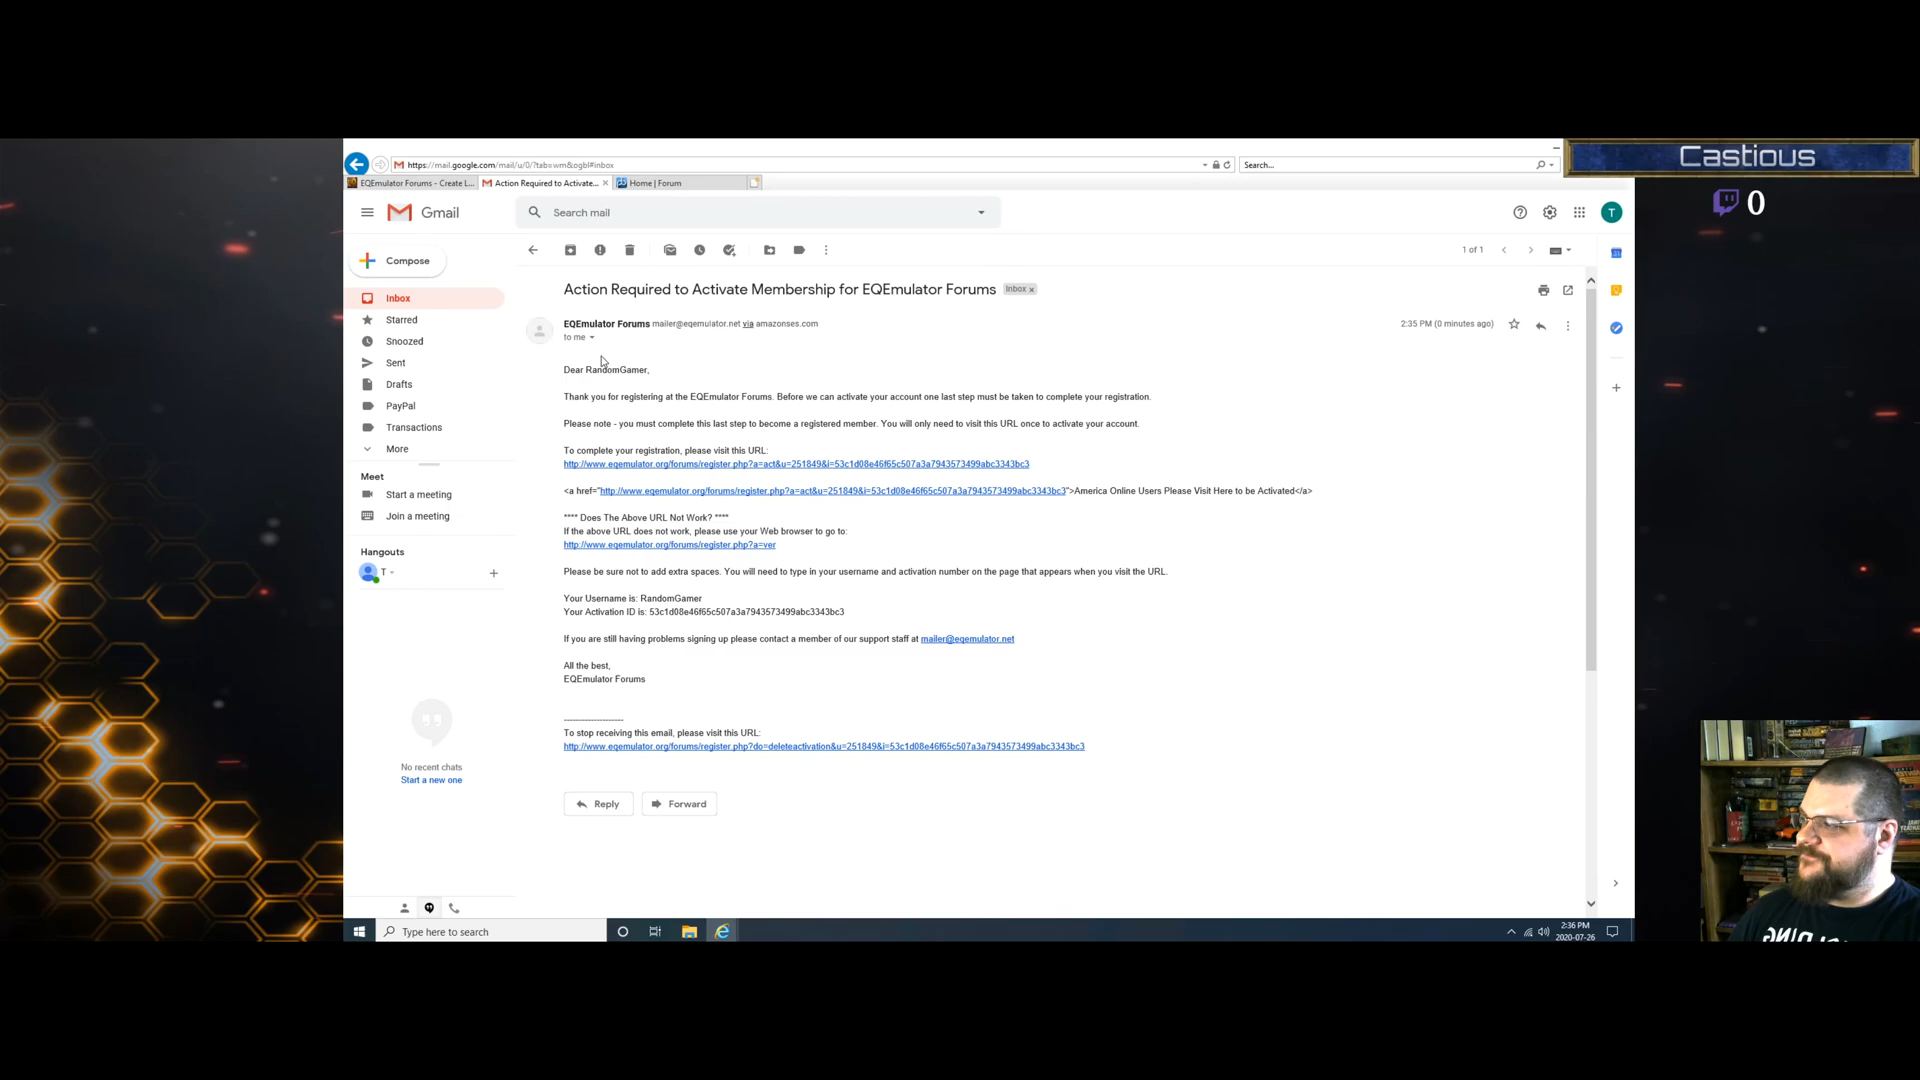 https://mail.google.com/mail/u/0/?tab=wm&ogbl#inbox
Search...
Castious
EQEmulator Forums - Create L...
Action Required to Activate...
Home | Forum
0
Gmail
Search mail
T
Compose
1 of 1
Inbox
Starred
Snoozed
Sent
Drafts
PayPal
Transactions
More
Meet
Start a meeting
Join a meeting
Hangouts
T
No recent chats
Start a new one
Action Required to Activate Membership for EQEmulator Forums
Inbox x
EQEmulator Forums mailer@eqemulator.net via amazonses.com
2:35 PM (0 minutes ago)
to me
Dear RandomGamer,
Thank you for registering at the EQEmulator Forums. Before we can activate your account one last step must be taken to complete your registration.
Please note - you must complete this last step to become a registered member. You will only need to visit this URL once to activate your account.
To complete your registration, please visit this URL:
http://www.eqemulator.org/forums/register.php?a=act&u=251849&i=53c1d08e46f65c507a3a7943573499abc3343bc3
<a href="http://www.eqemulator.org/forums/register.php?a=act&u=251849&i=53c1d08e46f65c507a3a7943573499abc3343bc3">America Online Users Please Visit Here to be Activated</a>
**** Does The Above URL Not Work? ****
If the above URL does not work, please use your Web browser to go to:
http://www.eqemulator.org/forums/register.php?a=ver
Please be sure not to add extra spaces. You will need to type in your username and activation number on the page that appears when you visit the URL.
Your Username is: RandomGamer
Your Activation ID is: 53c1d08e46f65c507a3a7943573499abc3343bc3
If you are still having problems signing up please contact a member of our support staff at mailer@eqemulator.net
All the best,
EQEmulator Forums
--------------------
To stop receiving this email, please visit this URL:
http://www.eqemulator.org/forums/register.php?do=deleteactivation&u=251849&i=53c1d08e46f65c507a3a7943573499abc3343bc3
Reply
Forward
Type here to search
2:36 PM
2020-07-26